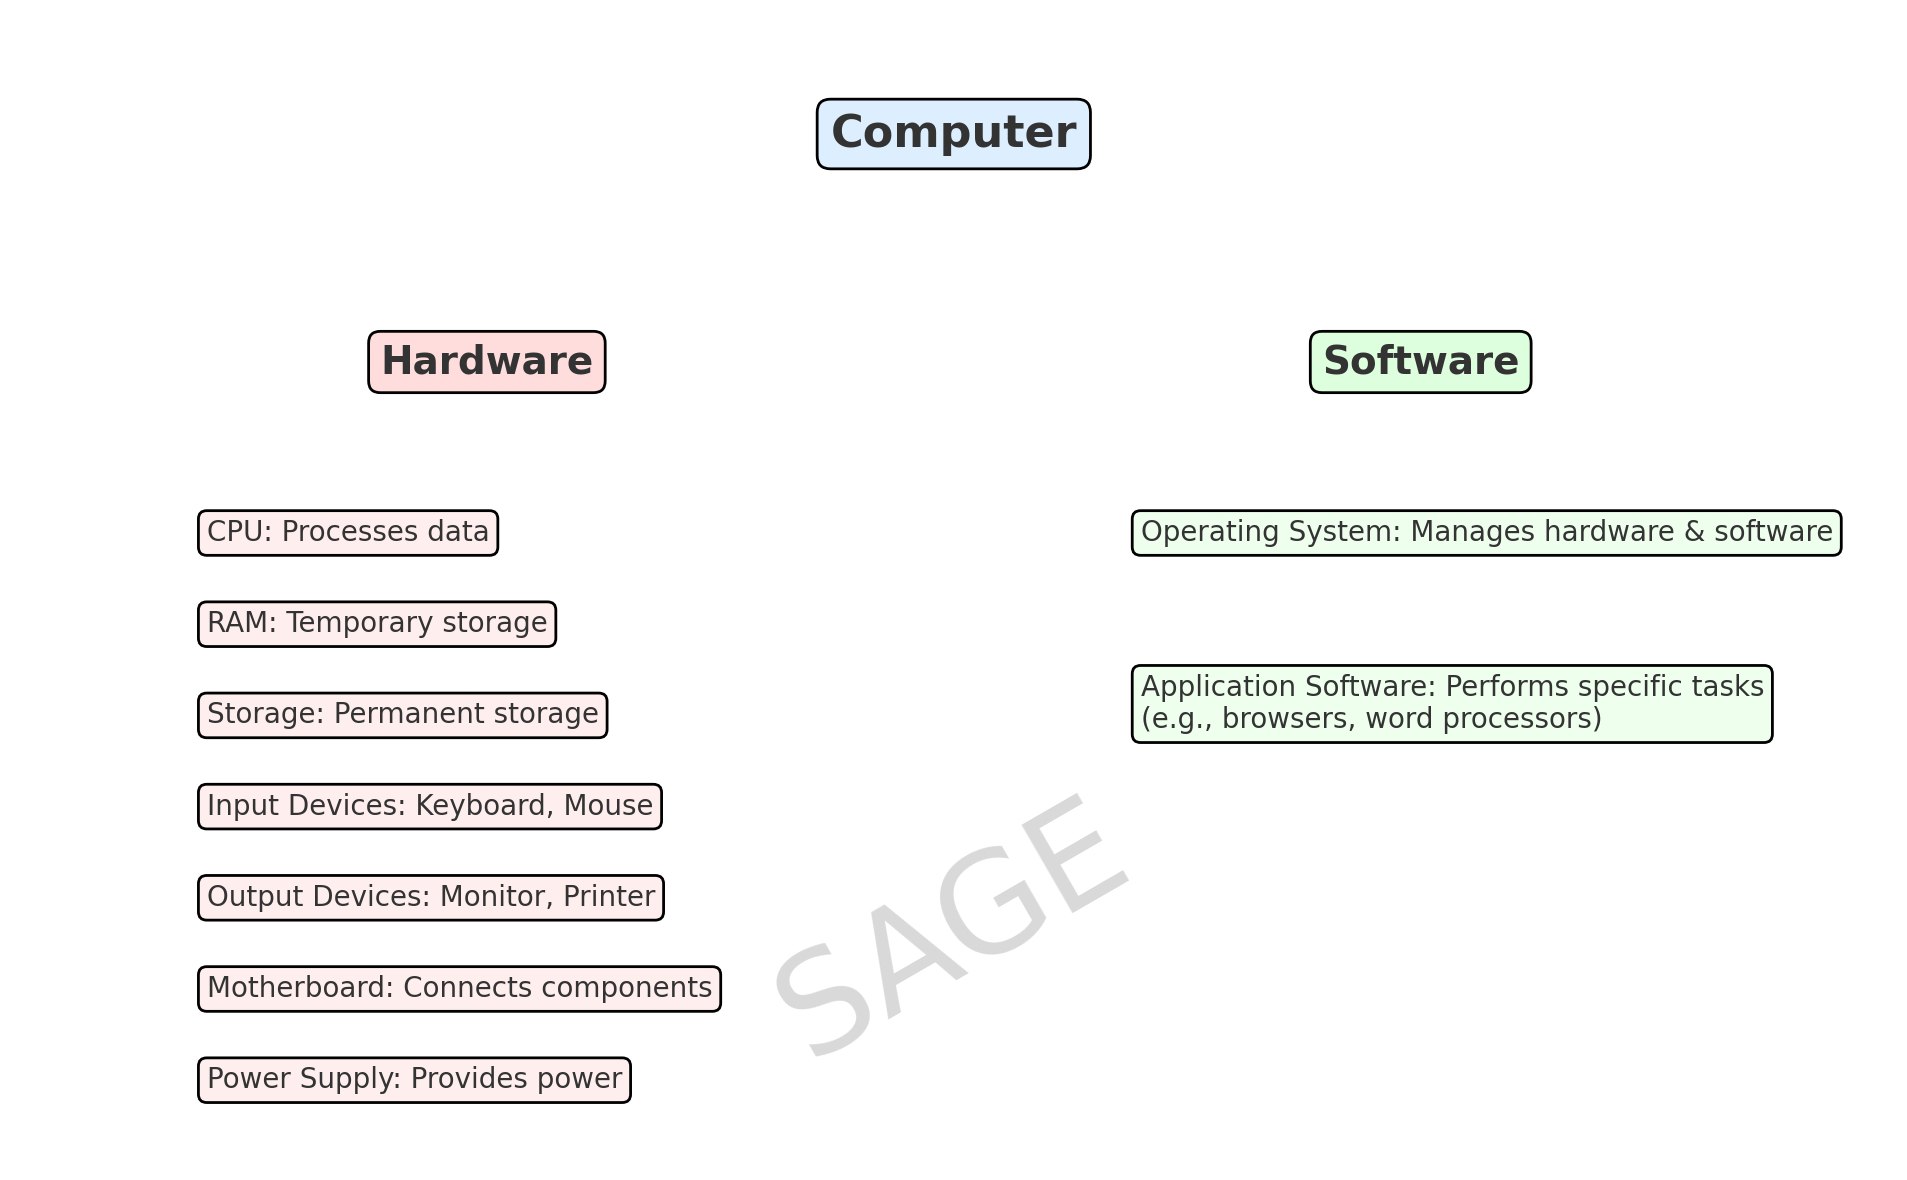 Computer
Hardware
Software
CPU: Processes data
RAM: Temporary storage
Storage: Permanent storage
Input Devices: Keyboard, Mouse
Output Devices: Monitor, Printer
Motherboard: Connects components
Power Supply: Provides power
Operating System: Manages hardware & software
Application Software: Performs specific tasks
(e.g., browsers, word processors)
SAGE